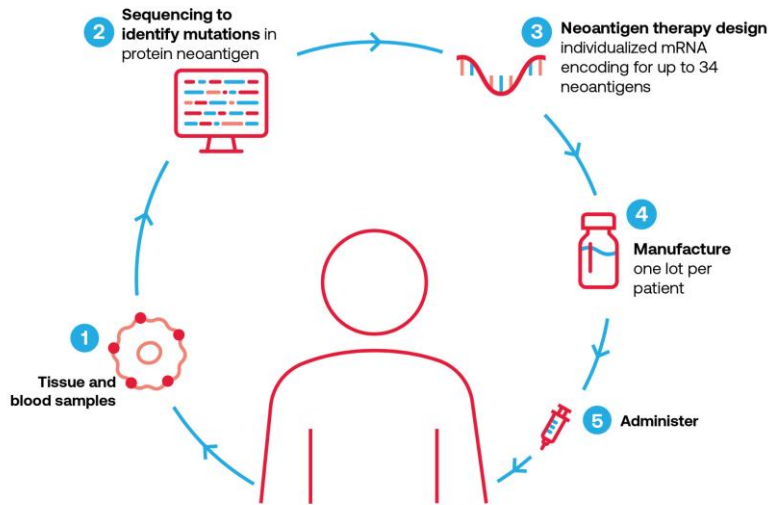 1
Tissue and
blood samples
2
Sequencing to
identify mutations in
protein neoantigen
3
Neoantigen therapy design
individualized mRNA
encoding for up to 34
neoantigens
4
Manufacture
one lot per
patient
5
Administer